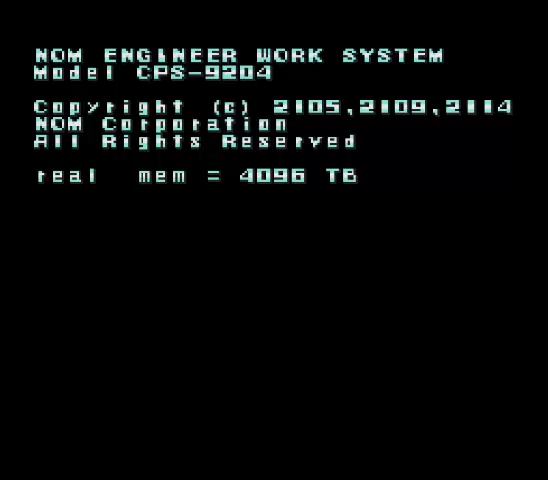 NOM ENGINEER WORK SYSTEM
Model CPS-9204
Copyright (c) 2105,2109,2114
NOM Corporation
All Rights Reserved
real mem = 4096 TB